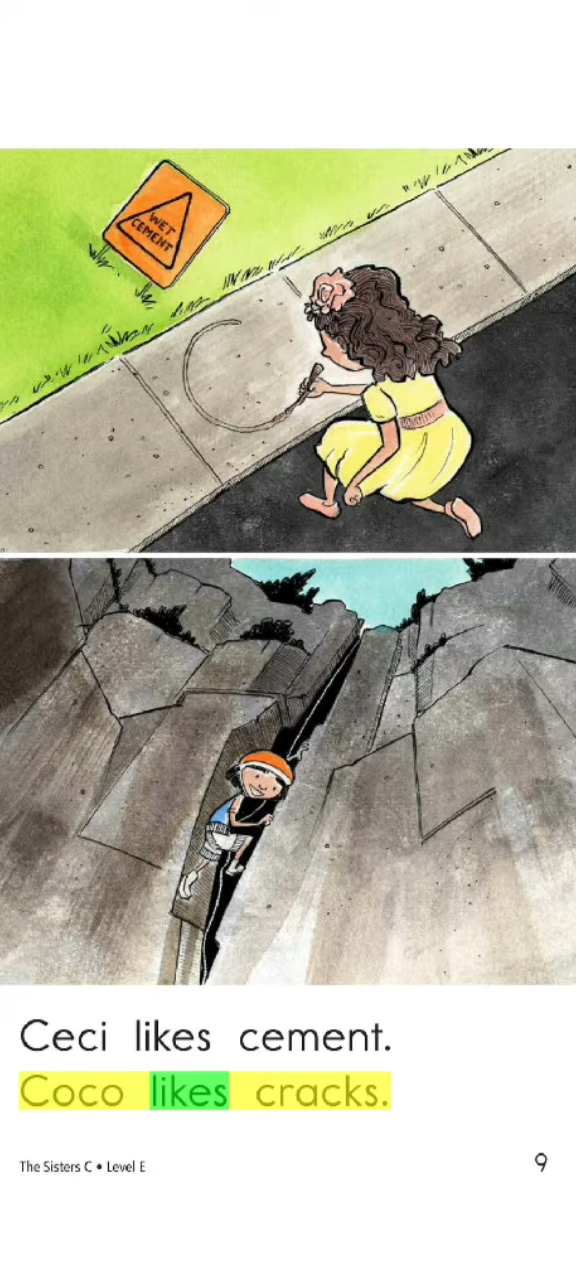 WET
CEMENT
Ceci likes cement.
Coco likes cracks.
The Sisters C • Level E
9